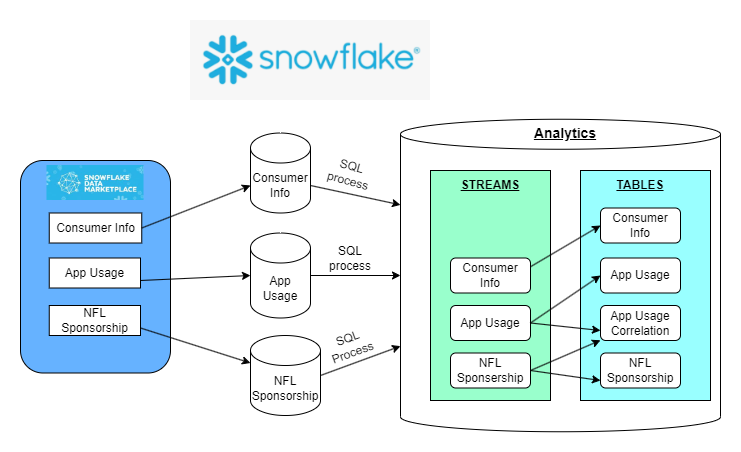 snowflake®
SNOWFLAKE
DATA
MARKETPLACE
Consumer Info
App Usage
NFL
Sponsorship
Consumer
Info
App
Usage
NFL
Sponsorship
SQL
process
SQL
process
SQL
Process
Analytics
STREAMS
Consumer
Info
App Usage
NFL
Sponsership
TABLES
Consumer
Info
App Usage
App Usage
Correlation
NFL
Sponsorship